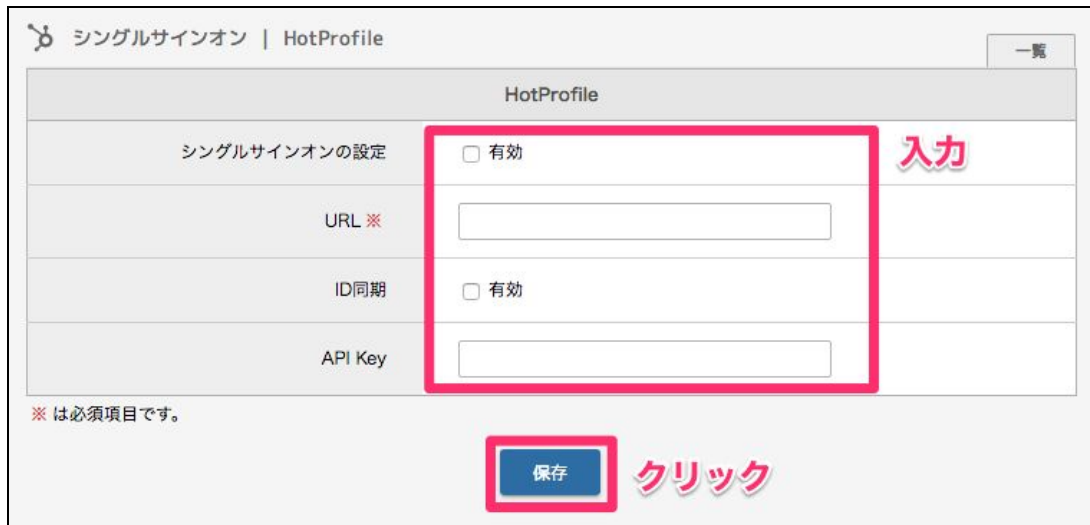 シングルサインオン | HotProfile
一覧
HotProfile
シングルサインオンの設定
有効
入力
URL ※
ID同期
有効
API Key
※ は必須項目です。
保存
クリック